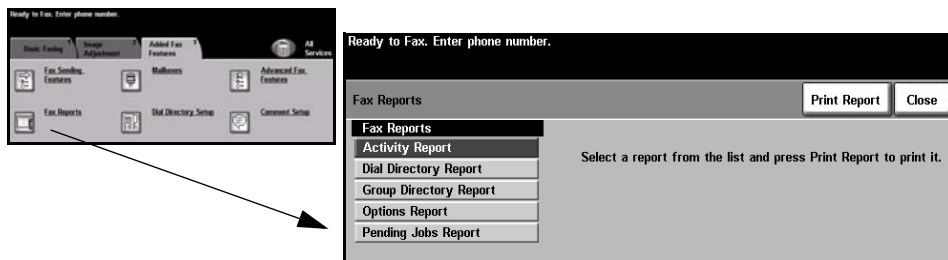 Ready to Fax. Enter phone number.
Basic Faxing
Image Adjustment
Added Fax Features
All Services
Fax Sending Features
Mailboxes
Advanced Fax Features
Fax Reports
Dial Directory Setup
Comment Setup
Ready to Fax. Enter phone number.
Fax Reports
Print Report
Close
Fax Reports
Activity Report
Select a report from the list and press Print Report to print it.
Dial Directory Report
Group Directory Report
Options Report
Pending Jobs Report